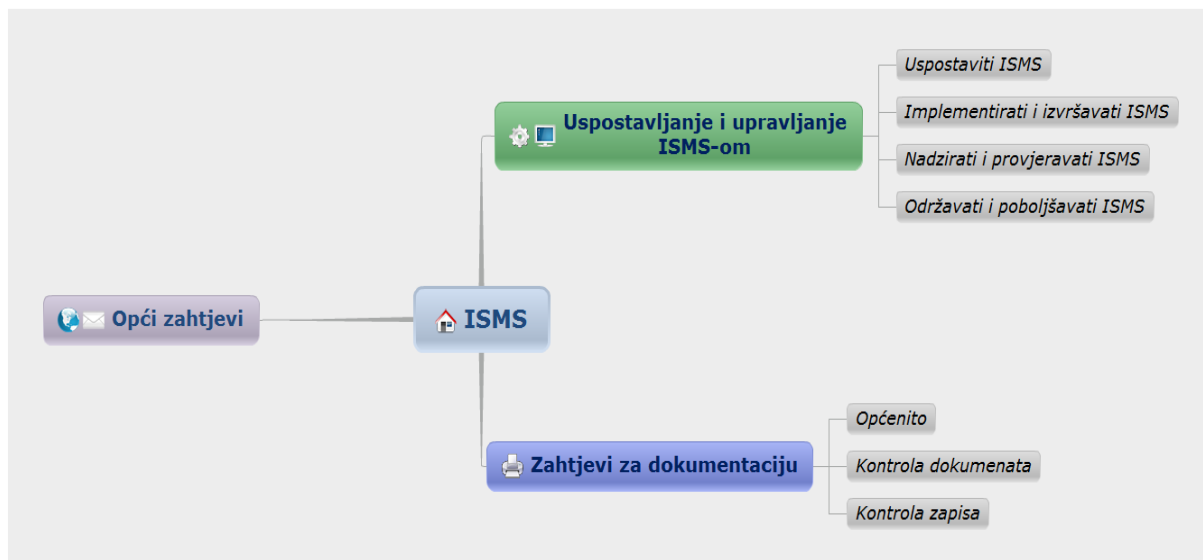 Uspostaviti ISMS
Implementirati i izvršavati ISMS
Uspostavljanje i upravljanje
ISMS-om
Nadzirati i provjeravati ISMS
Održavati i poboljšavati ISMS
Opći zahtjevi
ISMS
Općenito
Zahtjevi za dokumentaciju
Kontrola dokumenata
Kontrola zapisa